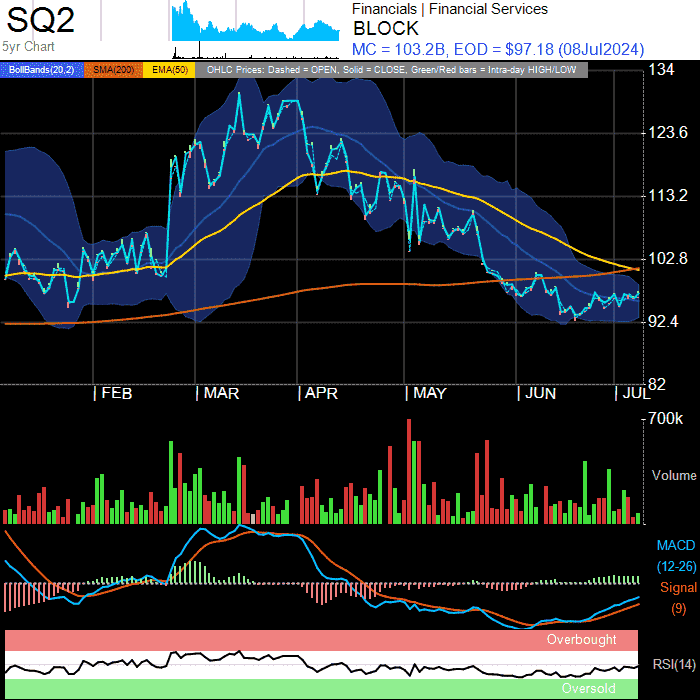 SQ2
5yr Chart
Financials | Financial Services
BLOCK
MC = 103.2B, EOD = $97.18 (08Jul2024)
BollBands(20,2) SMA(200) EMA(50) OHLC Prices: Dashed = OPEN, Solid = CLOSE, Green/Red bars = Intra-day HIGH/LOW
134
123.6
113.2
102.8
92.4
82
| FEB | MAR | APR | MAY | JUN | JUL
700k
Volume
MACD
(12-26)
Signal
(9)
Overbought
RSI(14)
Oversold